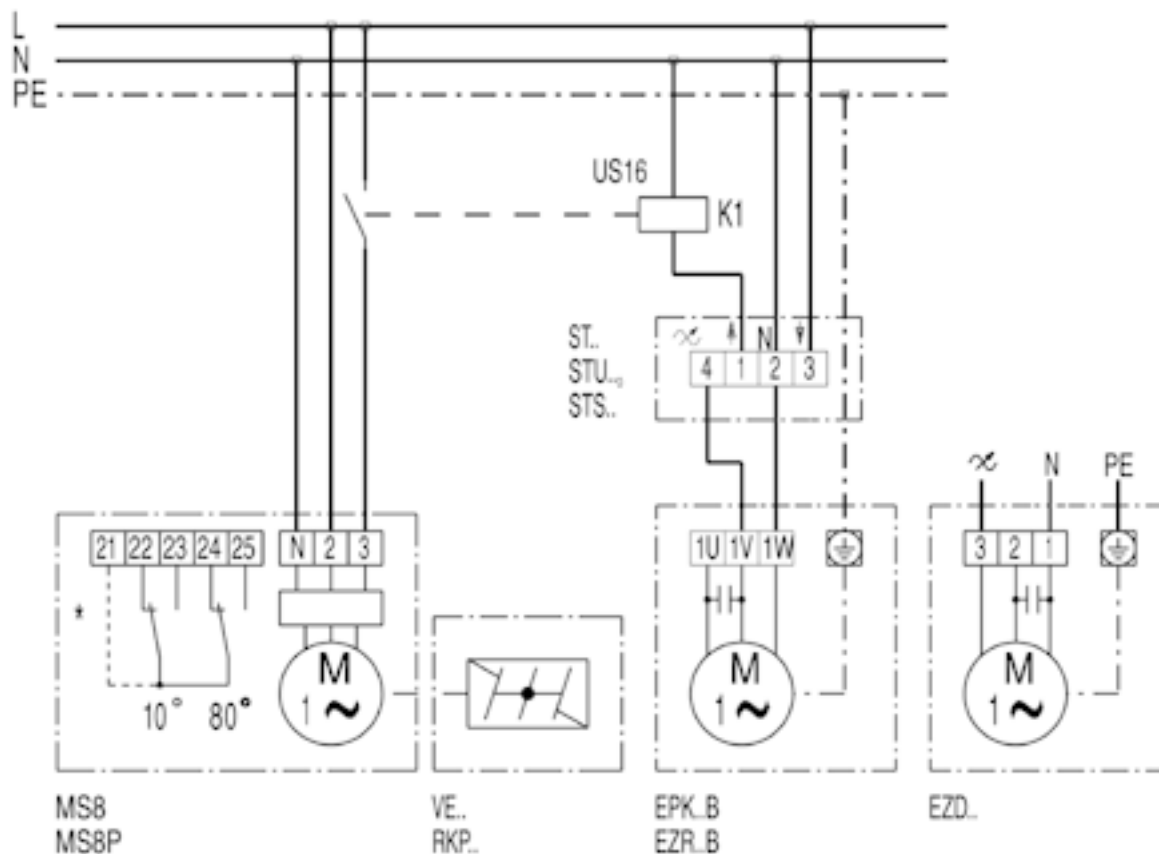 L
N
PE
US16
K1
ST..
STU..
STS..
N
4 1 2 3
N PE
21 22 23 24 25
N 2 3
1U 1V 1W
3 2 1
*
M
1 ~
M
1 ~
M
1 ~
10° 80°
MS8
MS8P
VE..
RKP..
EPK..B
EZR..B
EZD..